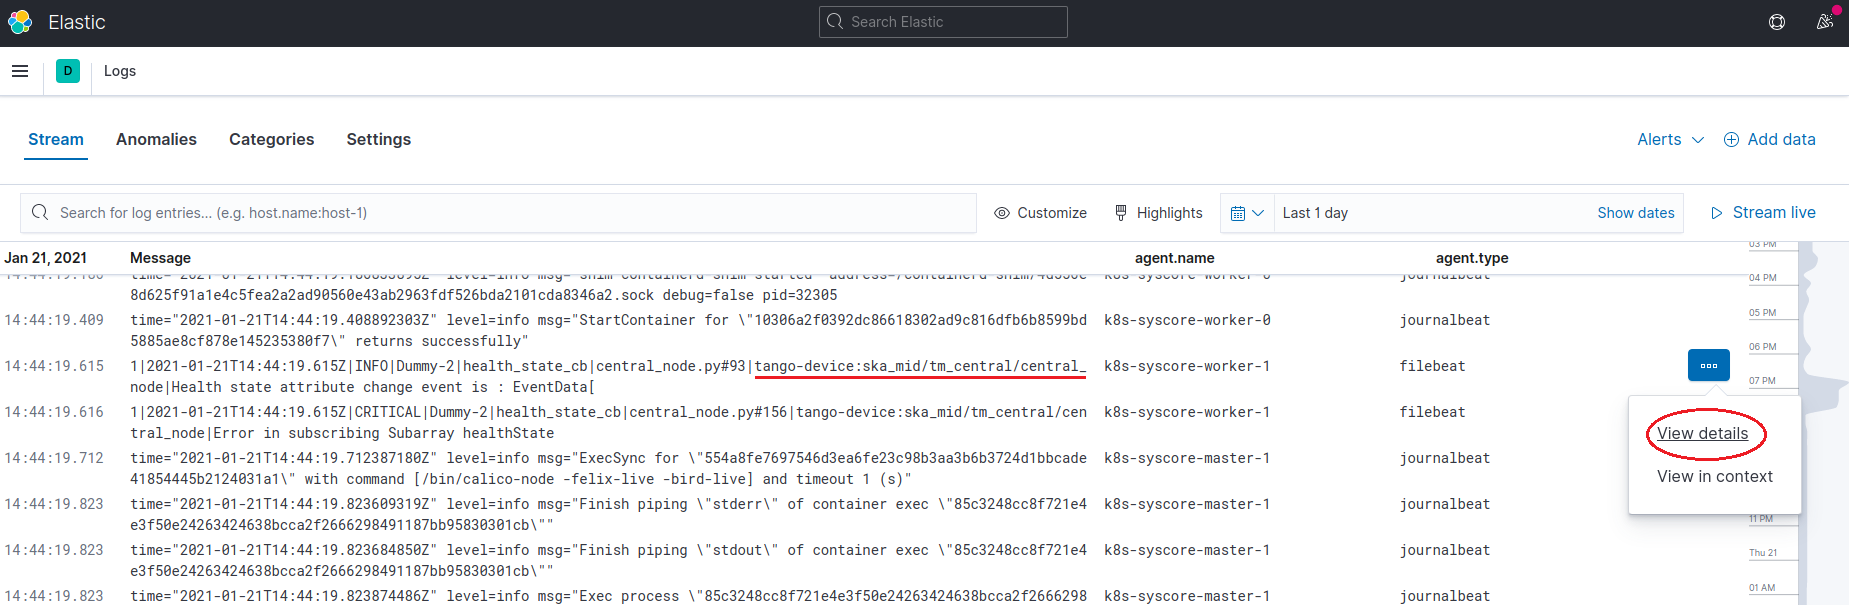 Elastic
Search Elastic
D
Logs
Stream Anomalies Categories Settings
Alerts
Add data
Search for log entries... (e.g. host.name:host-1)
Customize
Highlights
Last 1 day
Show dates
Stream live
Jan 21, 2021 Message agent.name agent.type
03 PM
8d625f91a1e4c5fea2a2ad90560e43ab2963fdf526bda2101cda8346a2.sock debug=false pid=32305
04 PM
14:44:19.409 time="2021-01-21T14:44:19.408892303Z" level=info msg="StartContainer for \"10306a2f0392dc86618302ad9c816dfb6b8599bd k8s-syscore-worker-0 journalbeat
5885ae8cf878e145235380f7\" returns successfully"
05 PM
06 PM
14:44:19.615 1|2021-01-21T14:44:19.615Z|INFO|Dummy-2|health_state_cb|central_node.py#93|tango-device:ska_mid/tm_central/central_ k8s-syscore-worker-1 filebeat
node|Health state attribute change event is : EventData[
07 PM
14:44:19.616 1|2021-01-21T14:44:19.615Z|CRITICAL|Dummy-2|health_state_cb|central_node.py#156|tango-device:ska_mid/tm_central/cen k8s-syscore-worker-1 filebeat
tral_node|Error in subscribing Subarray healthState
View details
View in context
14:44:19.712 time="2021-01-21T14:44:19.712387180Z" level=info msg="ExecSync for \"554a8fe7697546d3ea6fe23c98b3aa3b6b3724d1bbcade k8s-syscore-master-1 journalbeat
41854445b2124031a1\" with command [/bin/calico-node -felix-live -bird-live] and timeout 1 (s)"
14:44:19.823 time="2021-01-21T14:44:19.823609319Z" level=info msg="Finish piping \"stderr\" of container exec \"85c3248cc8f721e4 k8s-syscore-master-1 journalbeat
e3f50e24263424638bcca2f2666298491187bb95830301cb\""
11 PM
14:44:19.823 time="2021-01-21T14:44:19.823684850Z" level=info msg="Finish piping \"stdout\" of container exec \"85c3248cc8f721e4 k8s-syscore-master-1 journalbeat
e3f50e24263424638bcca2f2666298491187bb95830301cb\""
Thu 21
01 AM
14:44:19.823 time="2021-01-21T14:44:19.823874486Z" level=info msg="Exec process \"85c3248cc8f721e4e3f50e24263424638bcca2f2666298 k8s-syscore-master-1 journalbeat